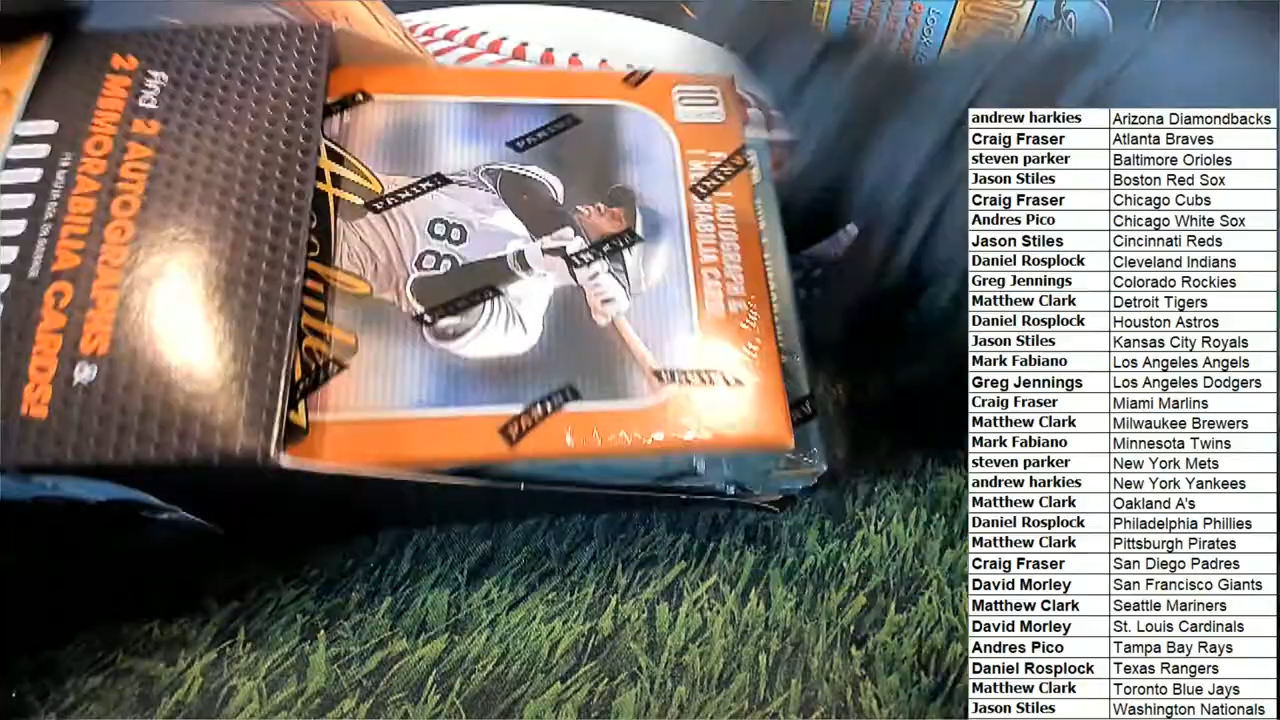 find 2 AUTOGRAPHS &
2 MEMORABILIA CARDS!
10
1 AUTOGRAPH &
PANINI
PANINI
PANINI
PANINI
88
andrew harkies Arizona Diamondbacks
Craig Fraser Atlanta Braves
steven parker Baltimore Orioles
Jason Stiles Boston Red Sox
Craig Fraser Chicago Cubs
Andres Pico Chicago White Sox
Jason Stiles Cincinnati Reds
Daniel Rosplock Cleveland Indians
Greg Jennings Colorado Rockies
Matthew Clark Detroit Tigers
Daniel Rosplock Houston Astros
Jason Stiles Kansas City Royals
Mark Fabiano Los Angeles Angels
Greg Jennings Los Angeles Dodgers
Craig Fraser Miami Marlins
Matthew Clark Milwaukee Brewers
Mark Fabiano Minnesota Twins
steven parker New York Mets
andrew harkies New York Yankees
Matthew Clark Oakland A's
Daniel Rosplock Philadelphia Phillies
Matthew Clark Pittsburgh Pirates
Craig Fraser San Diego Padres
David Morley San Francisco Giants
Matthew Clark Seattle Mariners
David Morley St. Louis Cardinals
Andres Pico Tampa Bay Rays
Daniel Rosplock Texas Rangers
Matthew Clark Toronto Blue Jays
Jason Stiles Washington Nationals